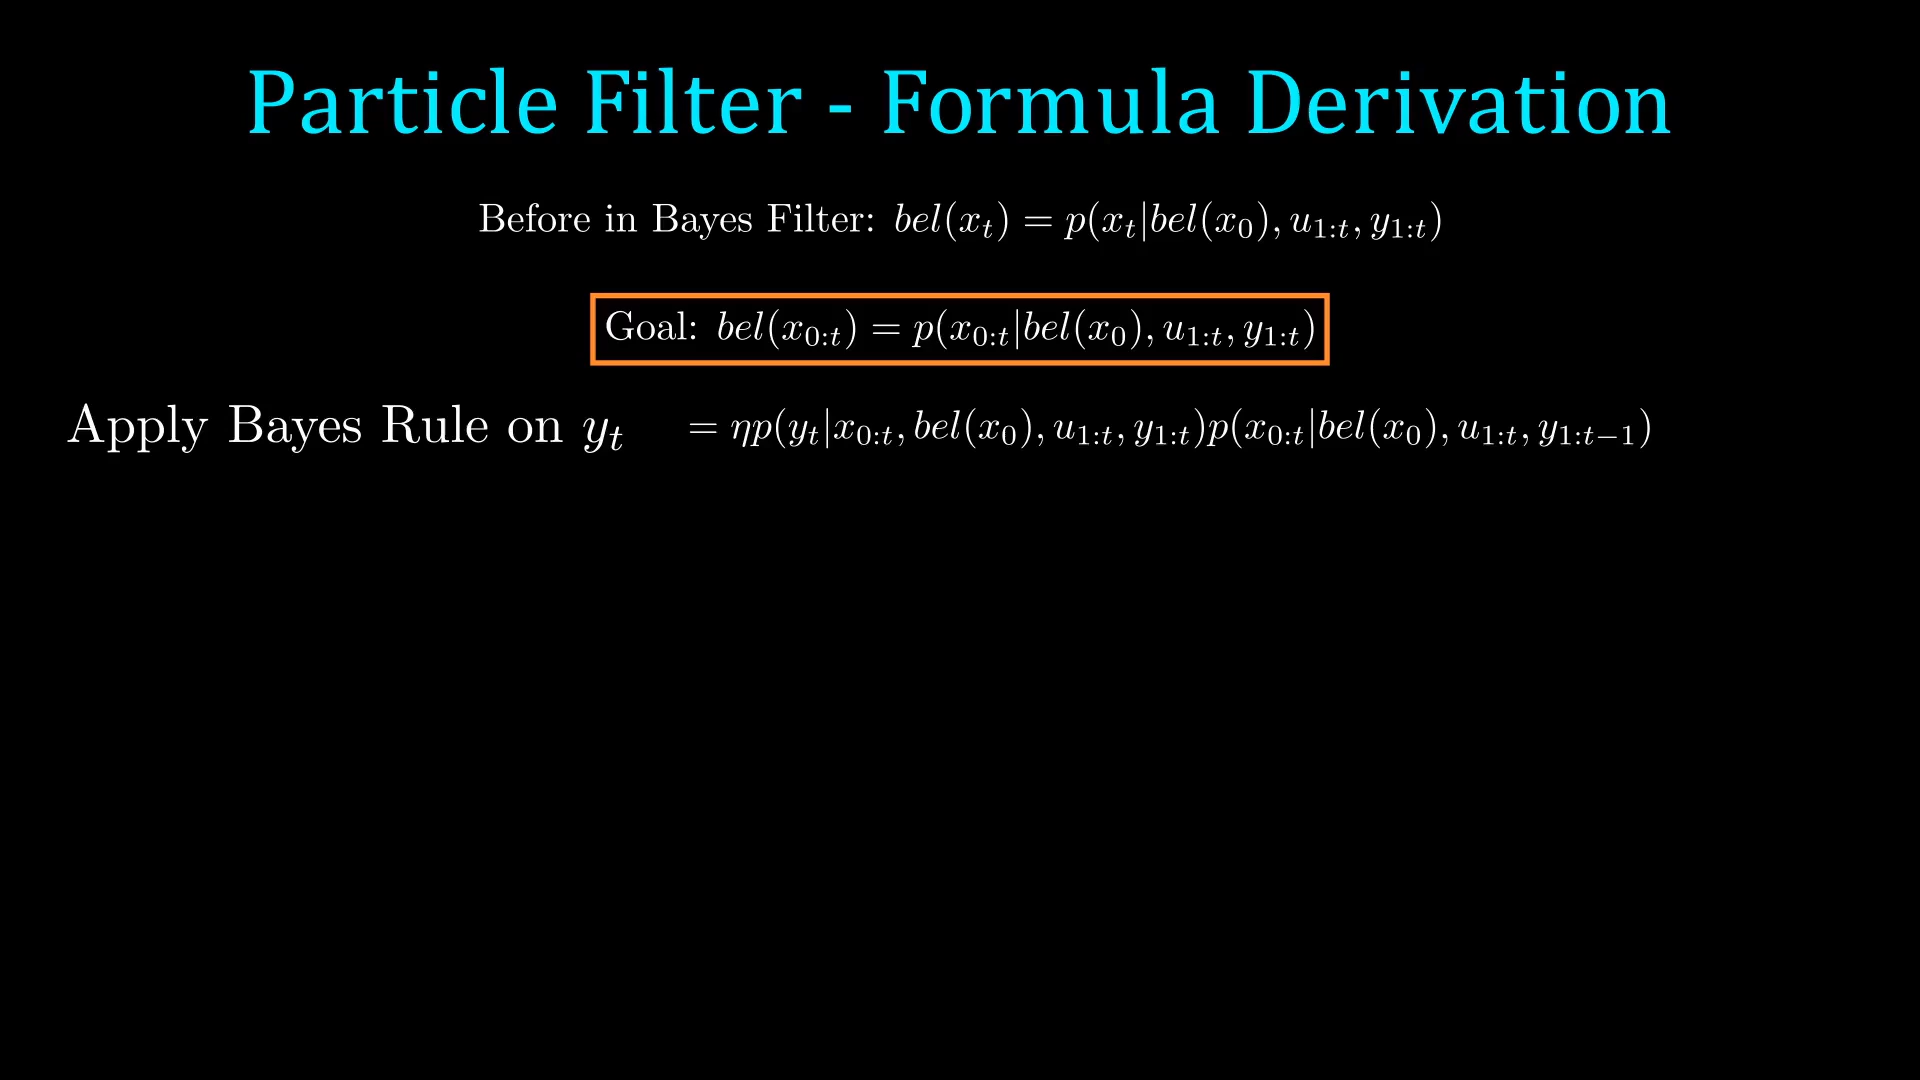 Particle Filter - Formula Derivation
Before in Bayes Filter: $bel(x_t) = p(x_t|bel(x_0), u_{1:t}, y_{1:t})$
Goal: $bel(x_{0:t}) = p(x_{0:t}|bel(x_0), u_{1:t}, y_{1:t})$
Apply Bayes Rule on $y_t$ $= \eta p(y_t|x_{0:t}, bel(x_0), u_{1:t}, y_{1:t})p(x_{0:t}|bel(x_0), u_{1:t}, y_{1:t-1})$